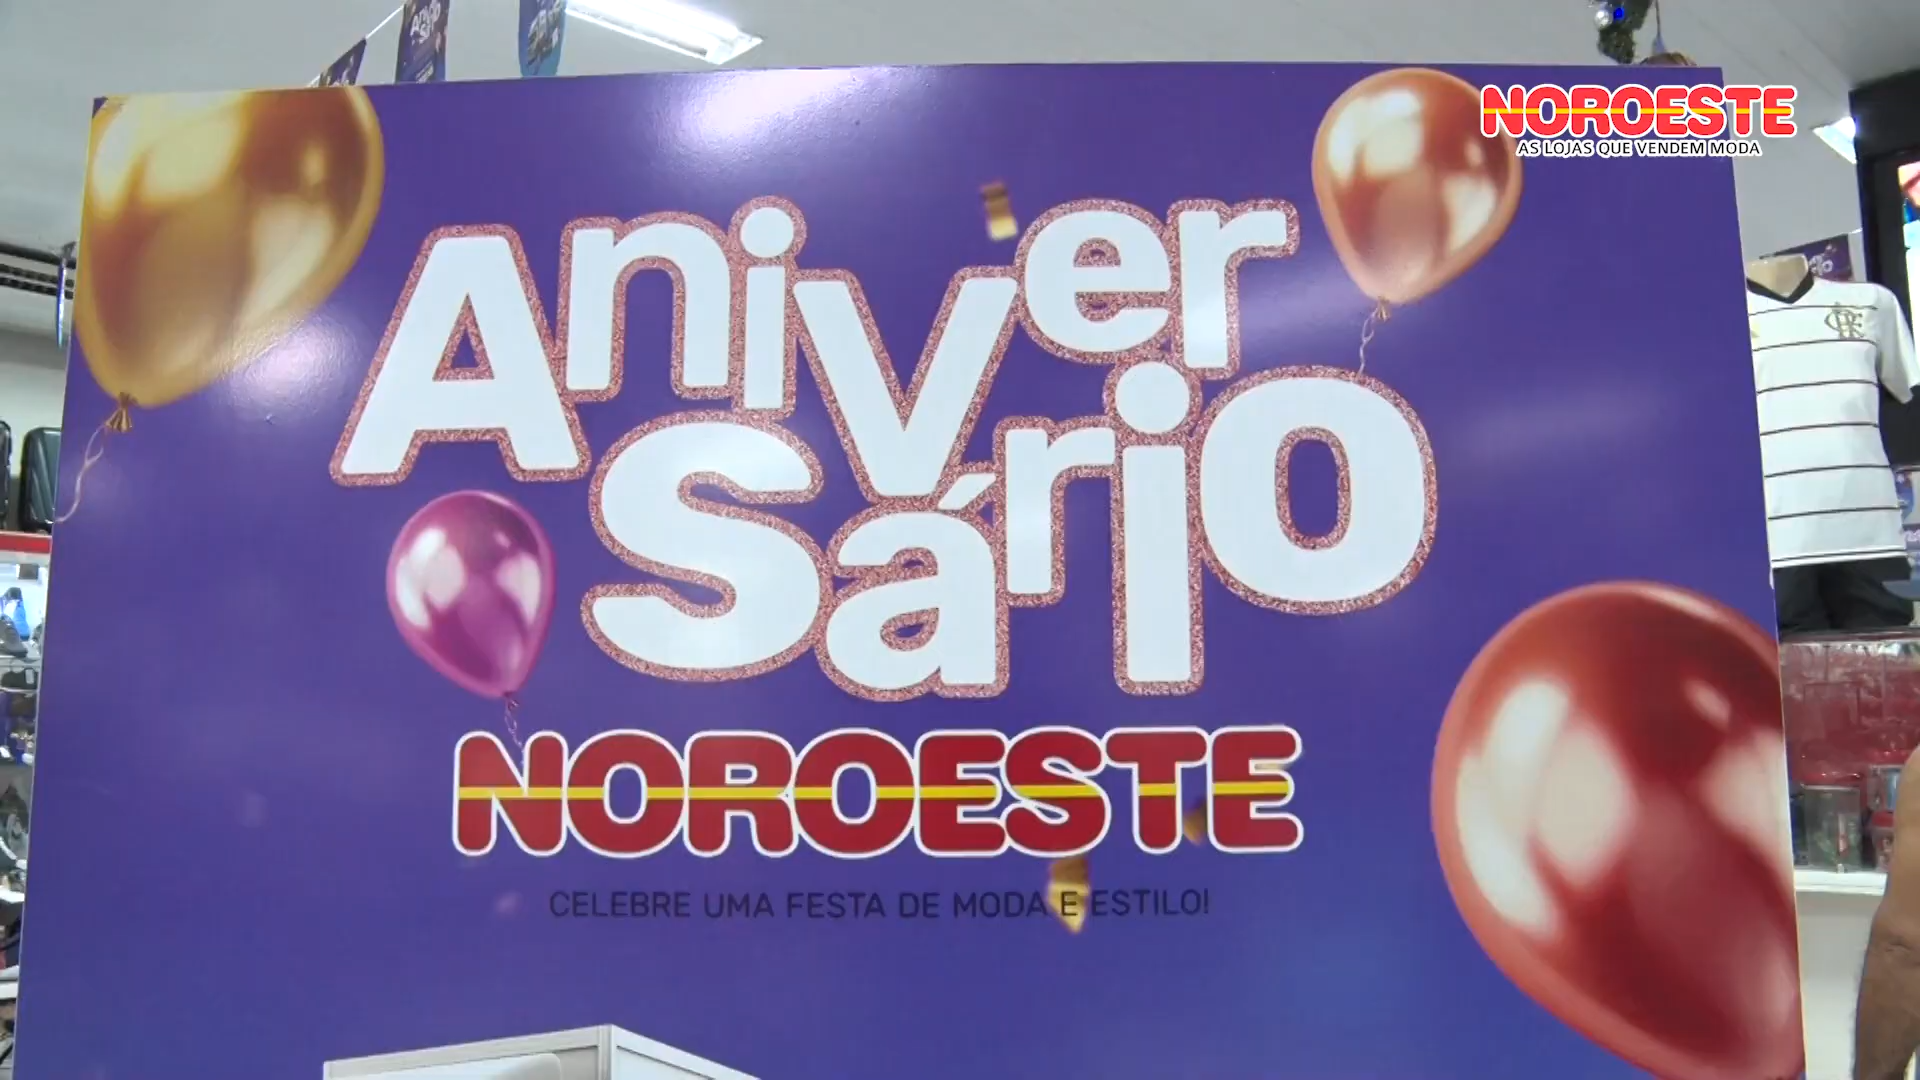 NOROESTE
AS LOJAS QUE VENDEM MODA
Aniver
Sário
NOROESTE
CELEBRE UMA FESTA DE MODA E ESTILO!